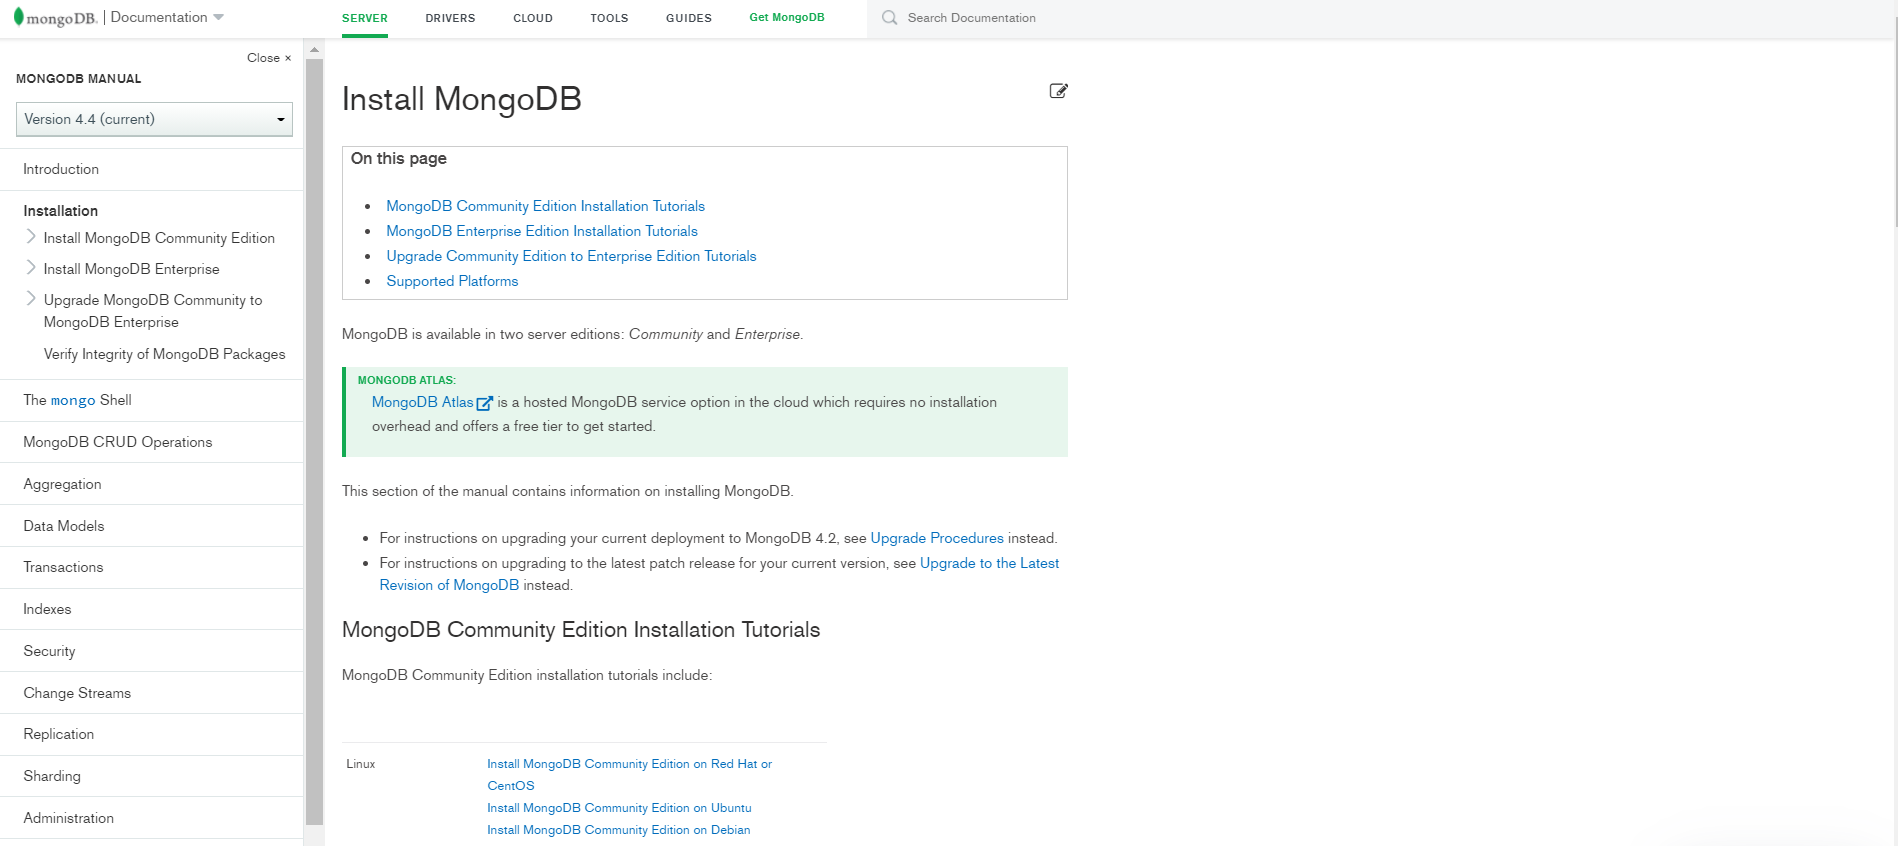 mongoDB. | Documentation
SERVER
DRIVERS
CLOUD
TOOLS
GUIDES
Get MongoDB
Search Documentation
Close ×
MONGODB MANUAL
Version 4.4 (current)
Introduction
Installation
Install MongoDB Community Edition
Install MongoDB Enterprise
Upgrade MongoDB Community to
MongoDB Enterprise
Verify Integrity of MongoDB Packages
The mongo Shell
MongoDB CRUD Operations
Aggregation
Data Models
Transactions
Indexes
Security
Change Streams
Replication
Sharding
Administration
Install MongoDB
On this page
• MongoDB Community Edition Installation Tutorials
• MongoDB Enterprise Edition Installation Tutorials
• Upgrade Community Edition to Enterprise Edition Tutorials
• Supported Platforms
MongoDB is available in two server editions: Community and Enterprise.
MONGODB ATLAS:
MongoDB Atlas is a hosted MongoDB service option in the cloud which requires no installation
overhead and offers a free tier to get started.
This section of the manual contains information on installing MongoDB.
• For instructions on upgrading your current deployment to MongoDB 4.2, see Upgrade Procedures instead.
• For instructions on upgrading to the latest patch release for your current version, see Upgrade to the Latest
Revision of MongoDB instead.
MongoDB Community Edition Installation Tutorials
MongoDB Community Edition installation tutorials include:
Linux
Install MongoDB Community Edition on Red Hat or
CentOS
Install MongoDB Community Edition on Ubuntu
Install MongoDB Community Edition on Debian